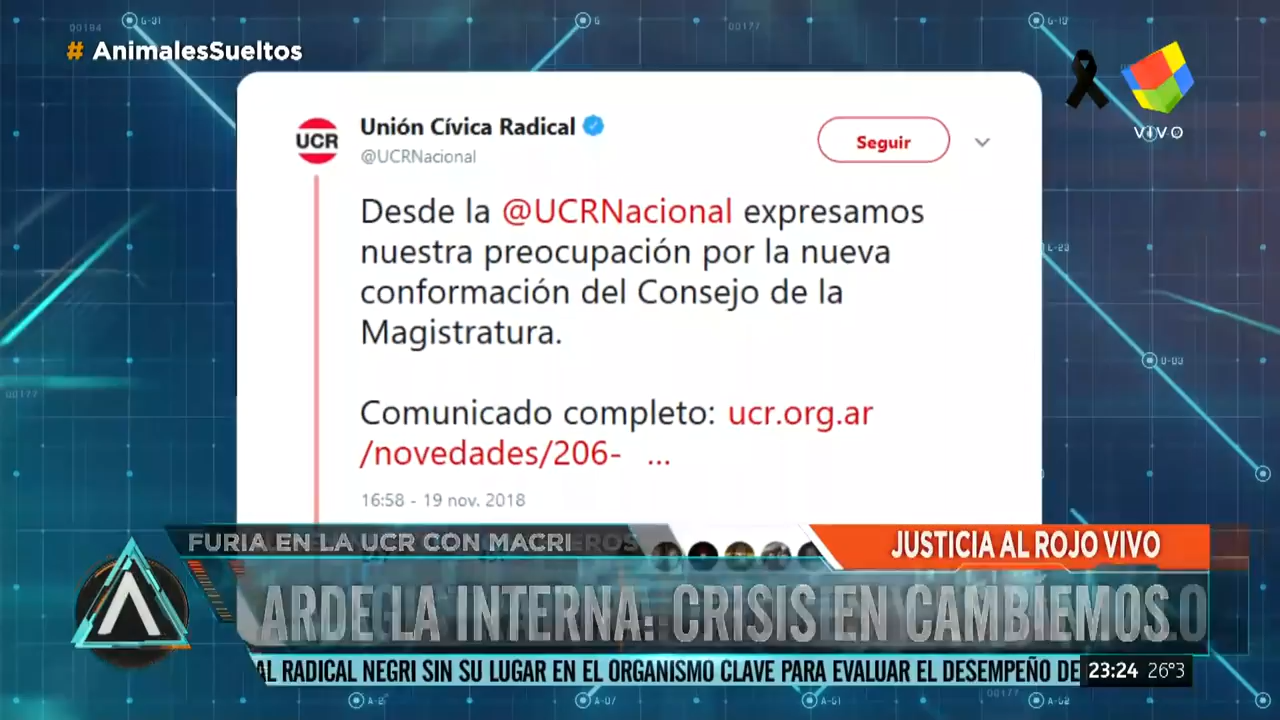 # AnimalesSueltos
VIVO
UCR
Unión Cívica Radical
@UCRNacional
Seguir
Desde la @UCRNacional expresamos
nuestra preocupación por la nueva
conformación del Consejo de la
Magistratura.
Comunicado completo: ucr.org.ar
/novedades/206- ...
16:58 - 19 nov. 2018
FURIA EN LA UCR CON MACRI
JUSTICIA AL ROJO VIVO
ARDE LA INTERNA: CRISIS EN CAMBIEMOS
AL RADICAL NEGRI SIN SU LUGAR EN EL ORGANISMO CLAVE PARA EVALUAR EL DESEMPEÑO DE
23:24 26°3